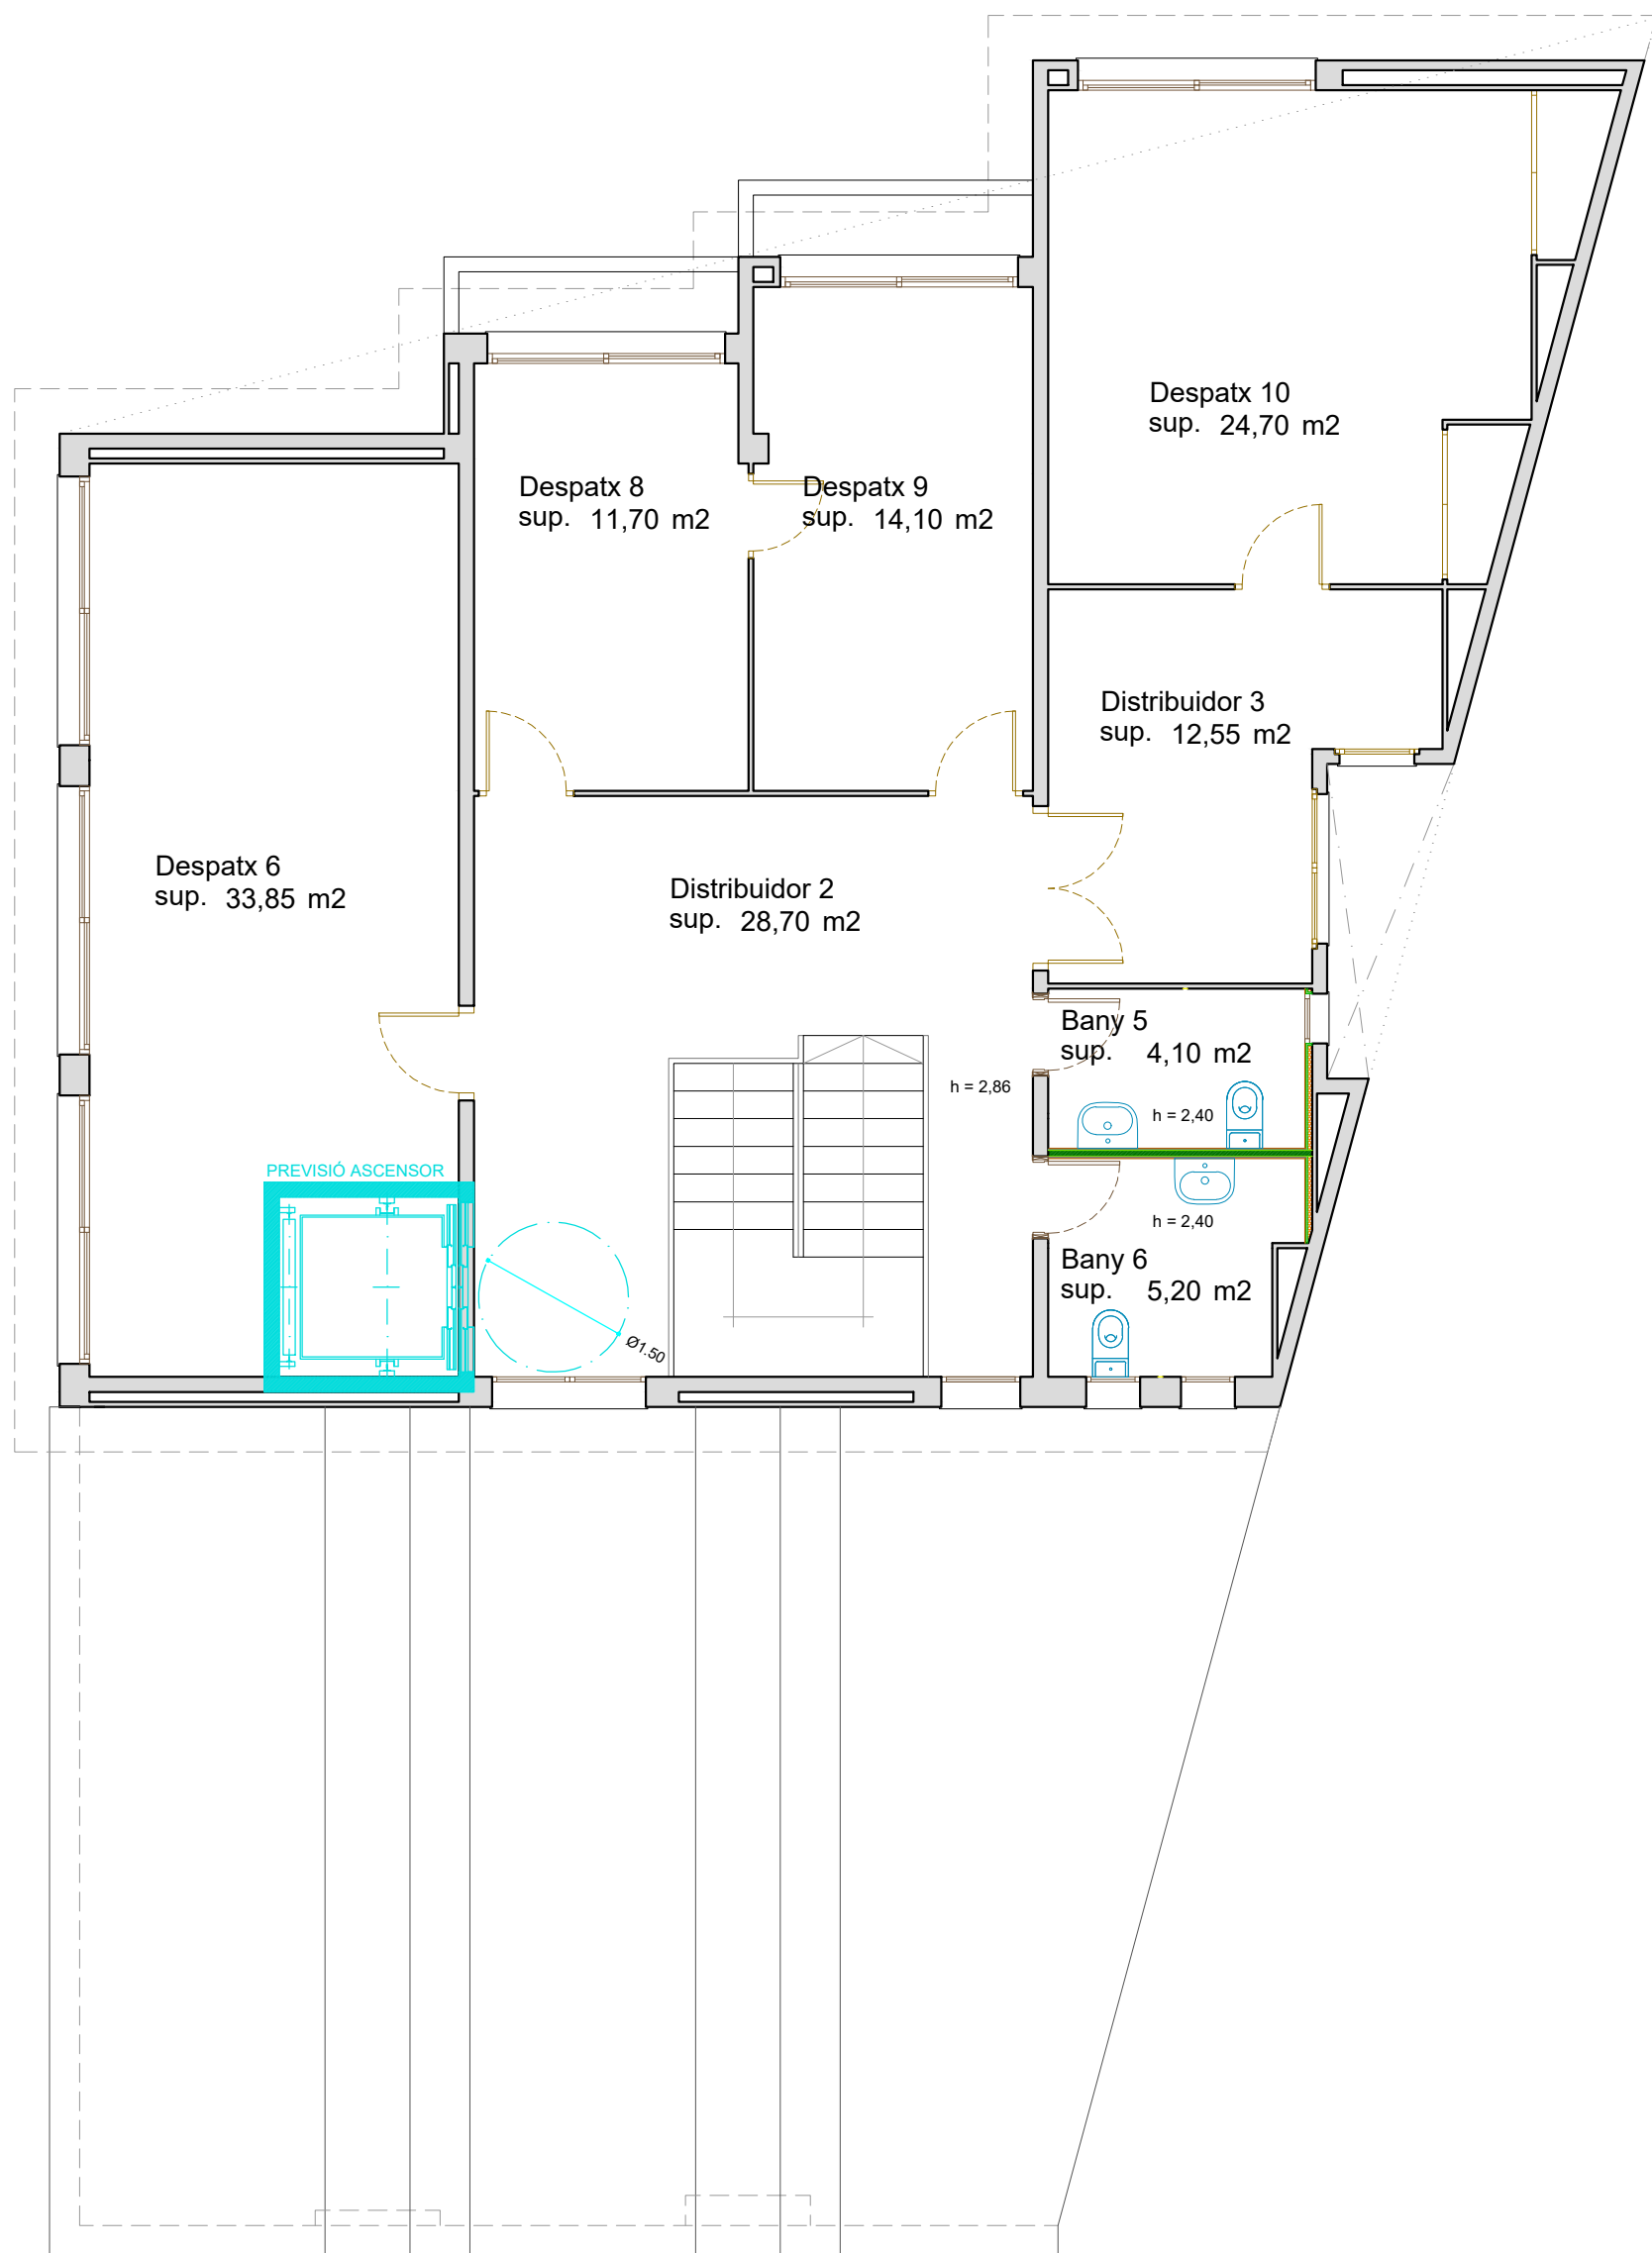 Despatx 10
sup. 24,70 m2
Despatx 8
sup. 11,70 m2
Despatx 9
sup. 14,10 m2
Distribuidor 3
sup. 12,55 m2
Despatx 6
sup. 33,85 m2
Distribuidor 2
sup. 28,70 m2
Bany 5
sup. 4,10 m2
h = 2,86
h = 2,40
PREVISIÓ ASCENSOR
h = 2,40
Bany 6
sup. 5,20 m2
Ø1.50